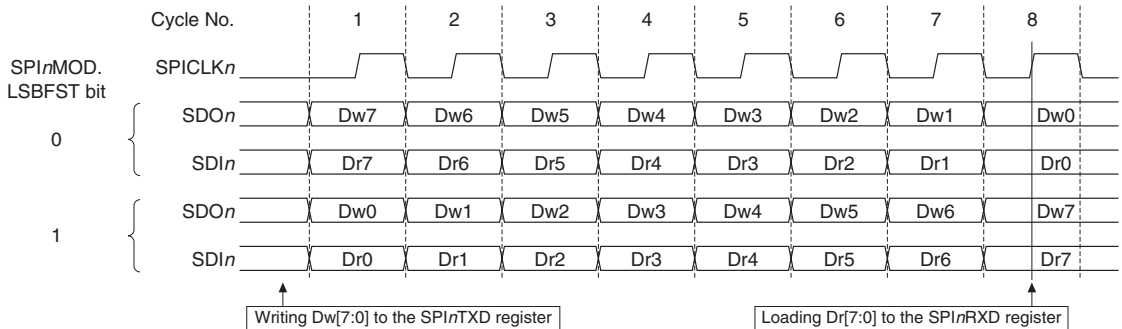 Cycle No. 1 2 3 4 5 6 7 8
SPInMOD.
LSBFST bit
SPICLKn
0
SDOn Dw7 Dw6 Dw5 Dw4 Dw3 Dw2 Dw1 Dw0
SDIn Dr7 Dr6 Dr5 Dr4 Dr3 Dr2 Dr1 Dr0
1
SDOn Dw0 Dw1 Dw2 Dw3 Dw4 Dw5 Dw6 Dw7
SDIn Dr0 Dr1 Dr2 Dr3 Dr4 Dr5 Dr6 Dr7
Writing Dw[7:0] to the SPInTXD register
Loading Dr[7:0] to the SPInRXD register